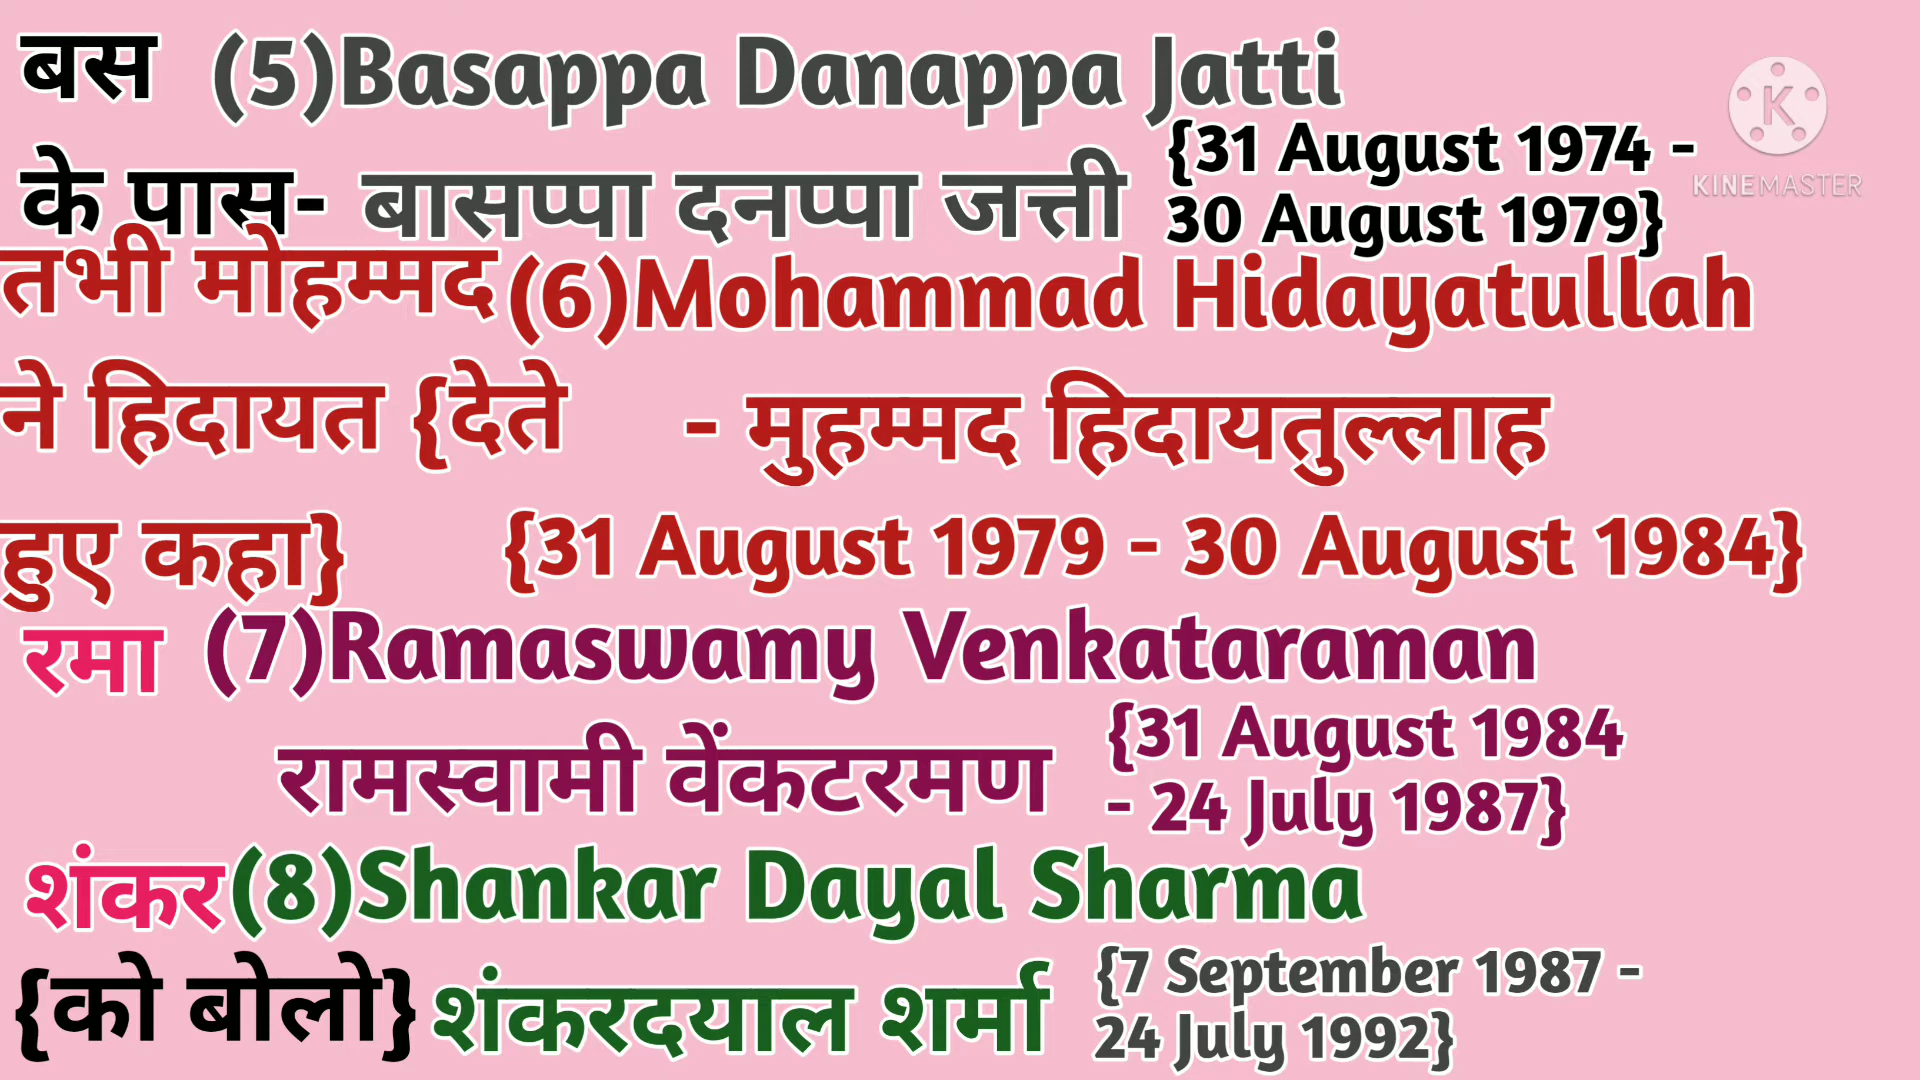 बस (5)Basappa Danappa Jatti
{31 August 1974 -
के पास- बासप्पा दनप्पा जत्ती 30 August 1979}
KINEMASTER
तभी मोहम्मद (6)Mohammad Hidayatullah
ने हिदायत {देते - मुहम्मद हिदायतुल्लाह
हुए कहा} {31 August 1979 - 30 August 1984}
रमा (7)Ramaswamy Venkataraman
रामस्वामी वेंकटरमण {31 August 1984
- 24 July 1987}
शंकर (8)Shankar Dayal Sharma
{को बोलो} शंकरदयाल शर्मा {7 September 1987 -
24 July 1992}